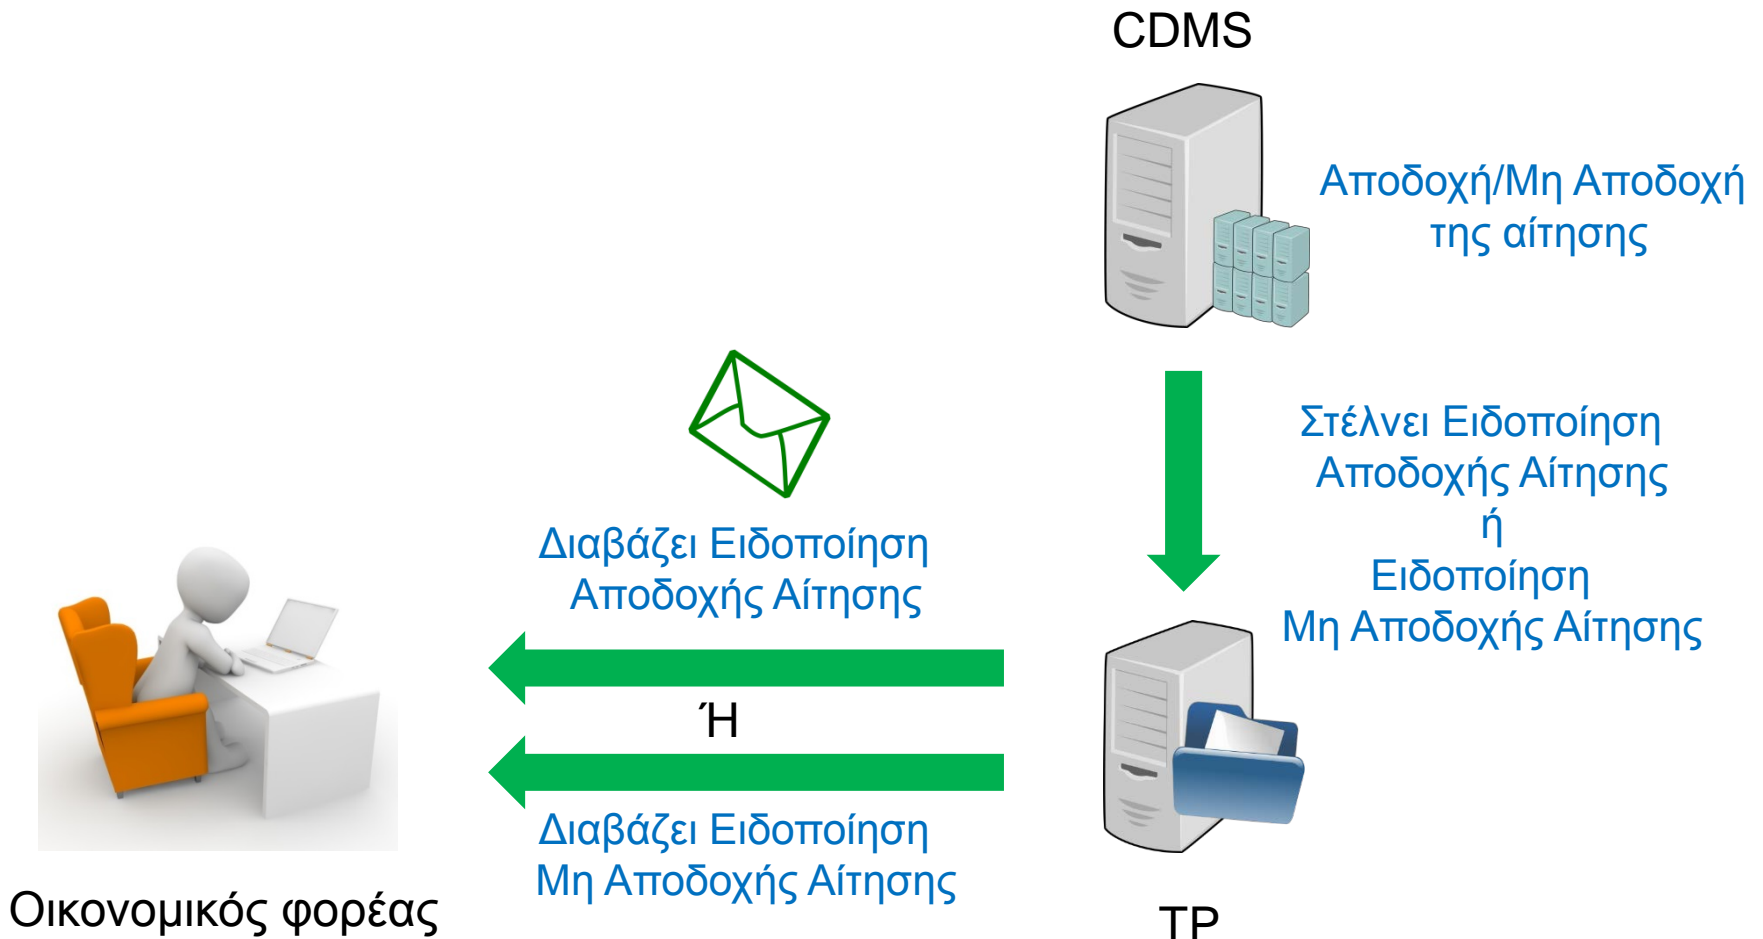 CDMS
Αποδοχή/Μη Αποδοχή
της αίτησης
Στέλνει Ειδοποίηση
Αποδοχής Αίτησης
ή
Ειδοποίηση
Μη Αποδοχής Αίτησης
Διαβάζει Ειδοποίηση
Αποδοχής Αίτησης
Ή
Διαβάζει Ειδοποίηση
Μη Αποδοχής Αίτησης
Οικονομικός φορέας
TP